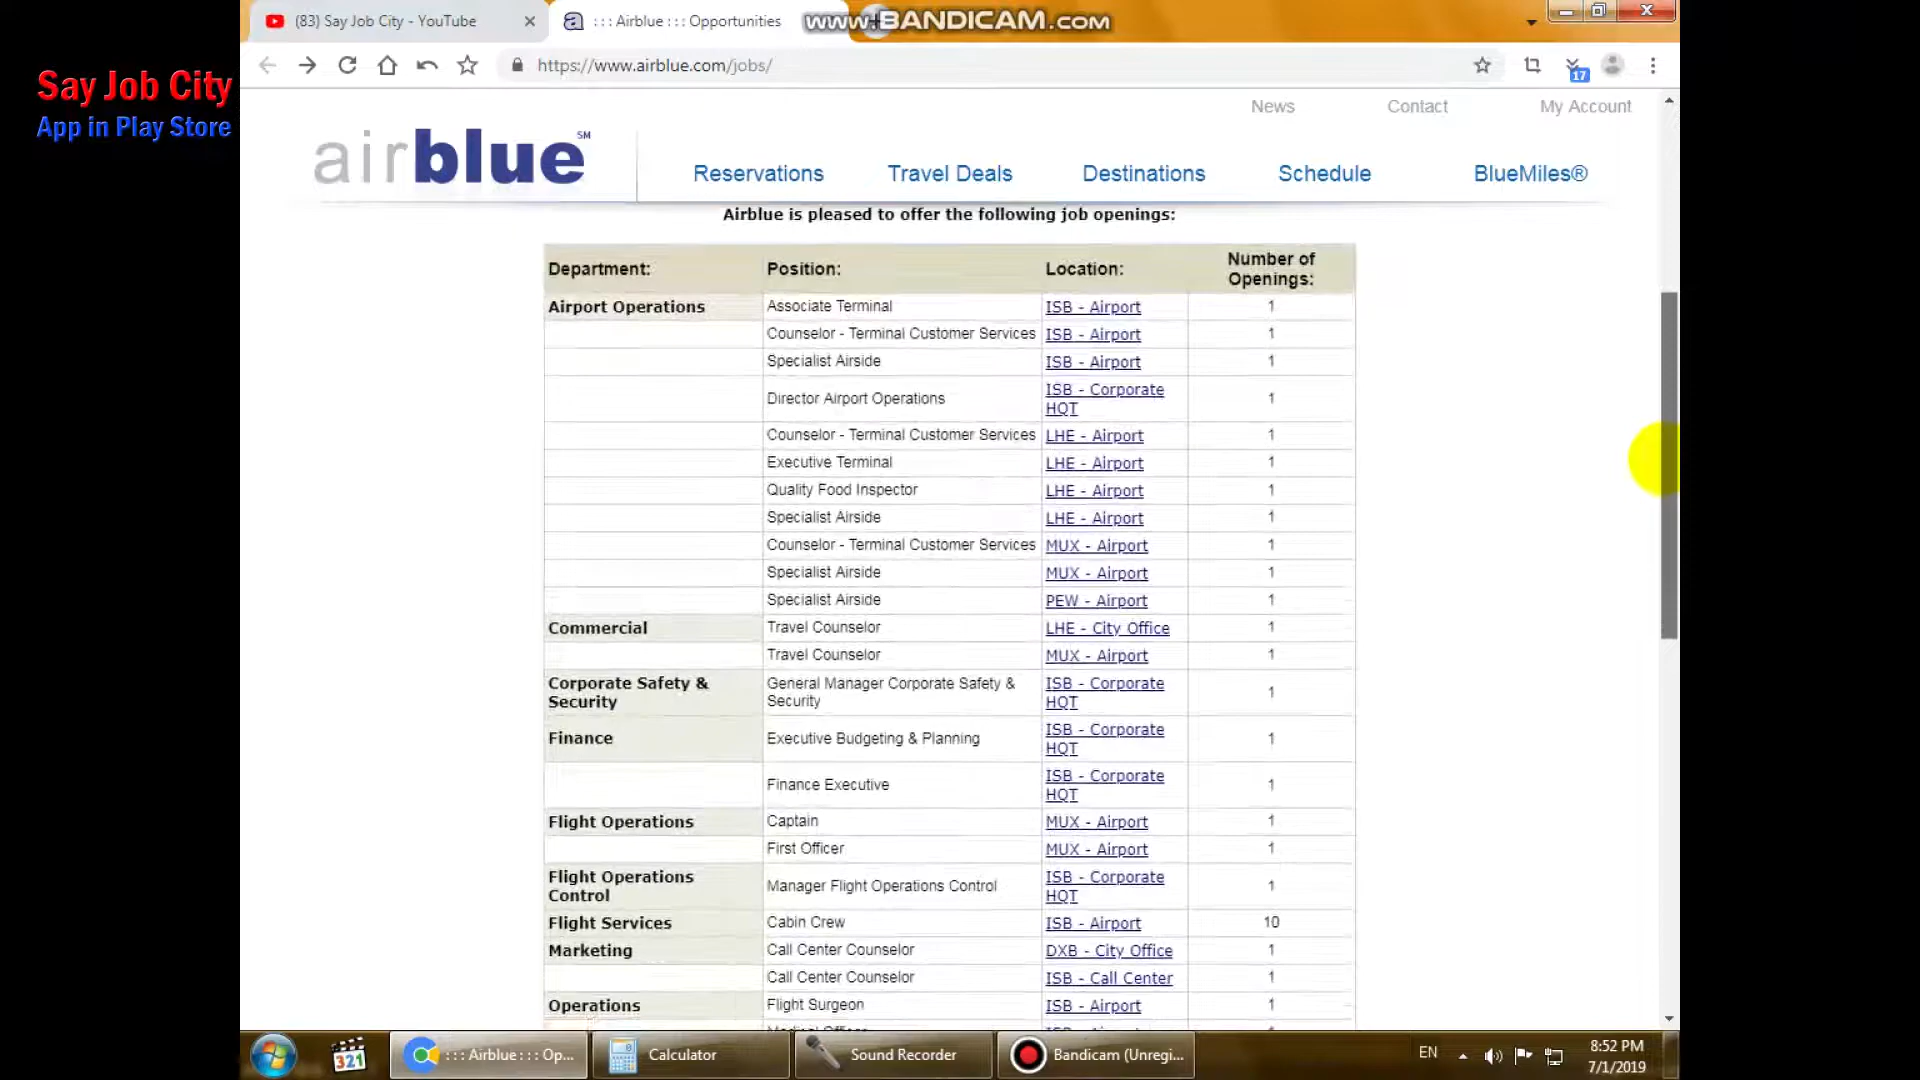 (83) Say Job City - YouTube
: : : Airblue : : : Opportunities
www.BANDICAM.com
https://www.airblue.com/jobs/
17
Say Job City
App in Play Store
News Contact My Account
airblue SM
Reservations Travel Deals Destinations Schedule BlueMiles®
Airblue is pleased to offer the following job openings:
Department: Position: Location: Number of Openings:
Airport Operations Associate Terminal ISB - Airport 1
Counselor - Terminal Customer Services ISB - Airport 1
Specialist Airside ISB - Airport 1
Director Airport Operations ISB - Corporate HQT 1
Counselor - Terminal Customer Services LHE - Airport 1
Executive Terminal LHE - Airport 1
Quality Food Inspector LHE - Airport 1
Specialist Airside LHE - Airport 1
Counselor - Terminal Customer Services MUX - Airport 1
Specialist Airside MUX - Airport 1
Specialist Airside PEW - Airport 1
Commercial Travel Counselor LHE - City Office 1
Travel Counselor MUX - Airport 1
Corporate Safety & Security General Manager Corporate Safety & Security ISB - Corporate HQT 1
Finance Executive Budgeting & Planning ISB - Corporate HQT 1
Finance Executive ISB - Corporate HQT 1
Flight Operations Captain MUX - Airport 1
First Officer MUX - Airport 1
Flight Operations Control Manager Flight Operations Control ISB - Corporate HQT 1
Flight Services Cabin Crew ISB - Airport 10
Marketing Call Center Counselor DXB - City Office 1
Call Center Counselor ISB - Call Center 1
Operations Flight Surgeon ISB - Airport 1
321
: : : Airblue : : : Op...
Calculator
Sound Recorder
Bandicam (Unregi...
EN
8:52 PM
7/1/2019